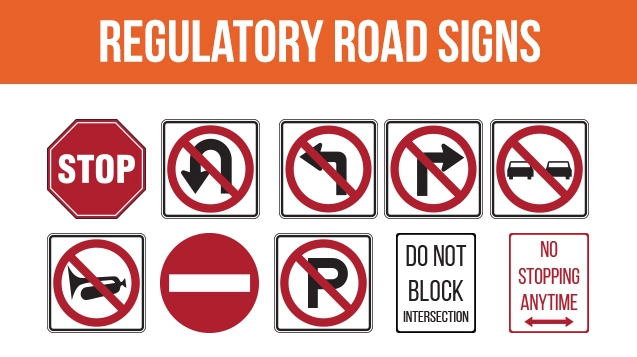 REGULATORY ROAD SIGNS
STOP
P
DO NOT
BLOCK
INTERSECTION
NO
STOPPING
ANYTIME